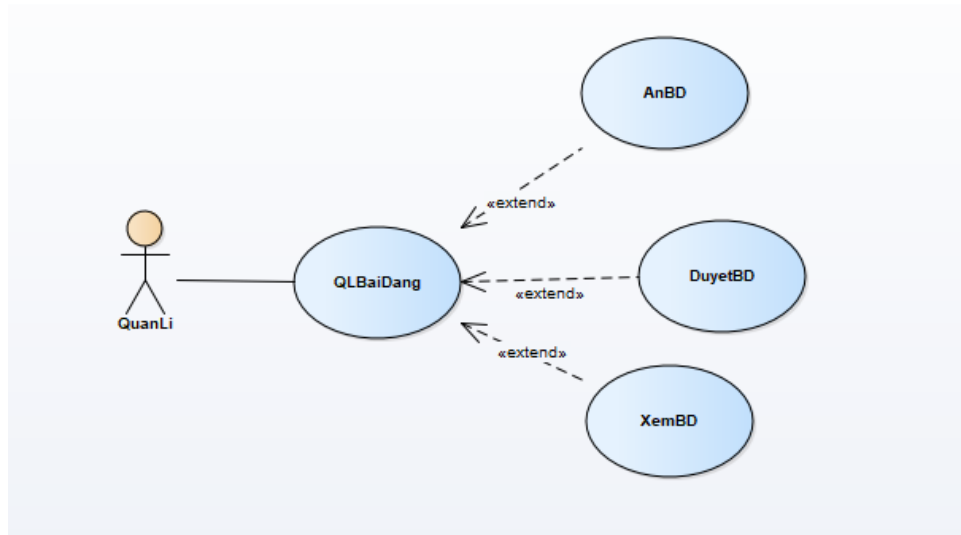 AnBD
«extend»
QuanLi
QLBaiDang
«extend»
DuyetBD
«extend»
XemBD